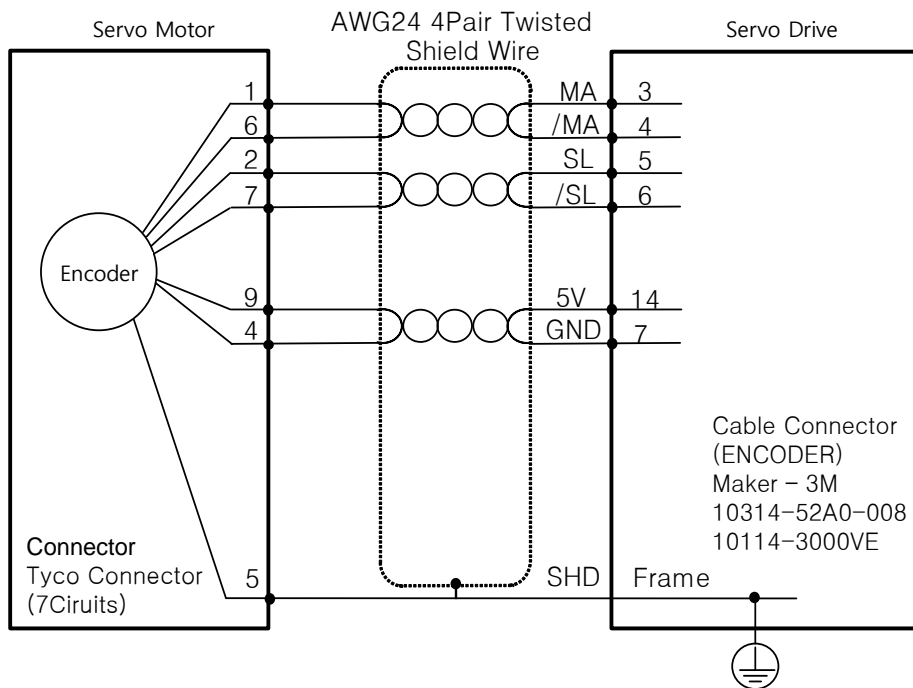 Servo Motor
AWG24 4Pair Twisted
Shield Wire
Servo Drive
1
MA
3
6
/MA
4
2
SL
5
7
/SL
6
Encoder
9
5V
14
4
GND
7
Cable Connector
(ENCODER)
Maker – 3M
10314-52A0-008
10114-3000VE
Connector
Tyco Connector
(7Ciruits)
5
SHD
Frame